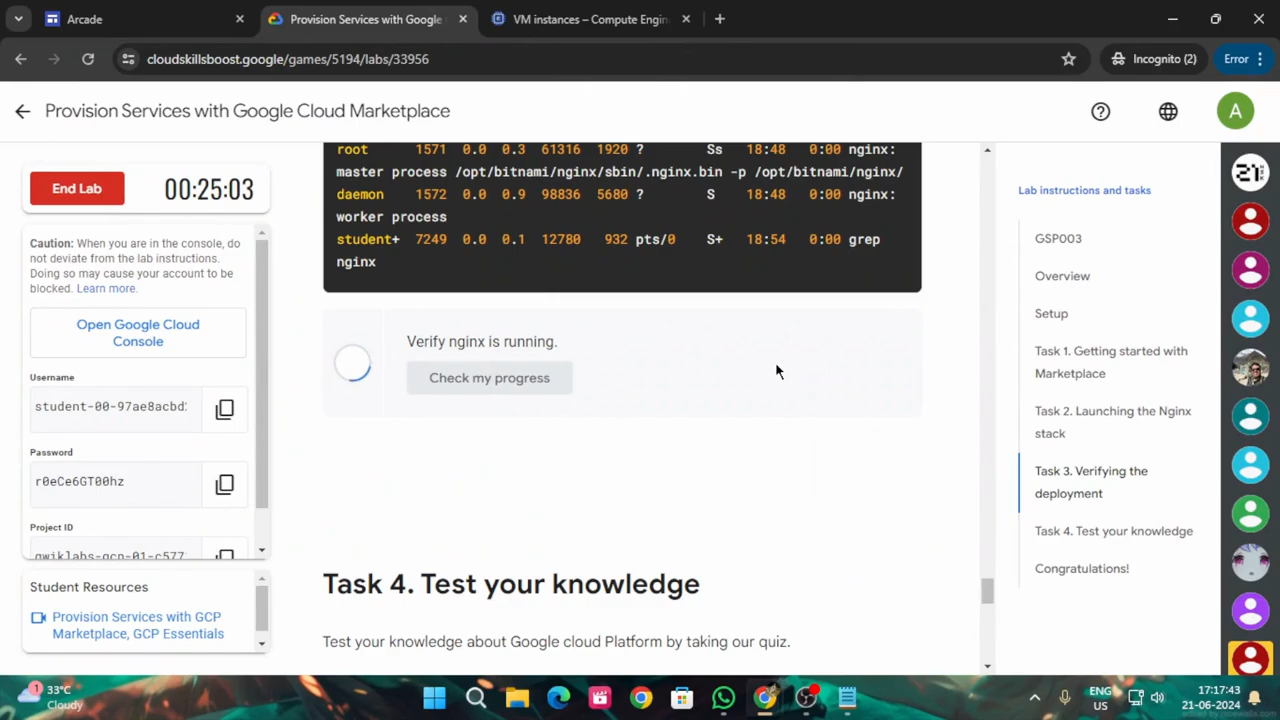 Arcade
Provision Services with Google
VM instances – Compute Engin
cloudskillsboost.google/games/5194/labs/33956
Incognito (2)
Error
Provision Services with Google Cloud Marketplace
A
End Lab
00:25:03
Caution: When you are in the console, do
not deviate from the lab instructions.
Doing so may cause your account to be
blocked. Learn more.
Open Google Cloud
Console
Username
student-00-97ae8acbd
Password
r0eCe6GT00hz
Project ID
qwiklabs-gcp-01-c577
Student Resources
Provision Services with GCP
Marketplace, GCP Essentials
root 1571 0.0 0.3 61316 1920 ? Ss 18:48 0:00 nginx:
master process /opt/bitnami/nginx/sbin/.nginx.bin -p /opt/bitnami/nginx/
daemon 1572 0.0 0.9 98836 5680 ? S 18:48 0:00 nginx:
worker process
student+ 7249 0.0 0.1 12780 932 pts/0 S+ 18:54 0:00 grep
nginx
Verify nginx is running.
Check my progress
Task 4. Test your knowledge
Test your knowledge about Google cloud Platform by taking our quiz.
Lab instructions and tasks
GSP003
Overview
Setup
Task 1. Getting started with
Marketplace
Task 2. Launching the Nginx
stack
Task 3. Verifying the
deployment
Task 4. Test your knowledge
Congratulations!
1
33°C
Cloudy
ENG
US
17:17:43
21-06-2024